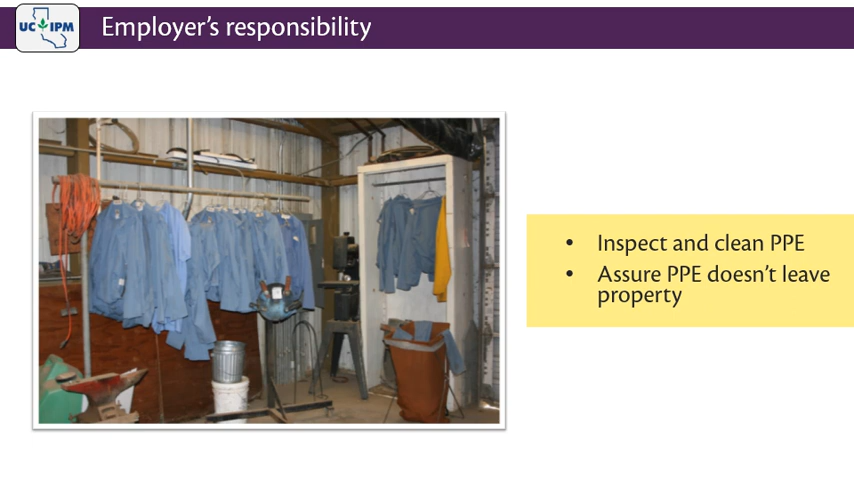 UC IPM
Employer’s responsibility
• Inspect and clean PPE
• Assure PPE doesn’t leave
property